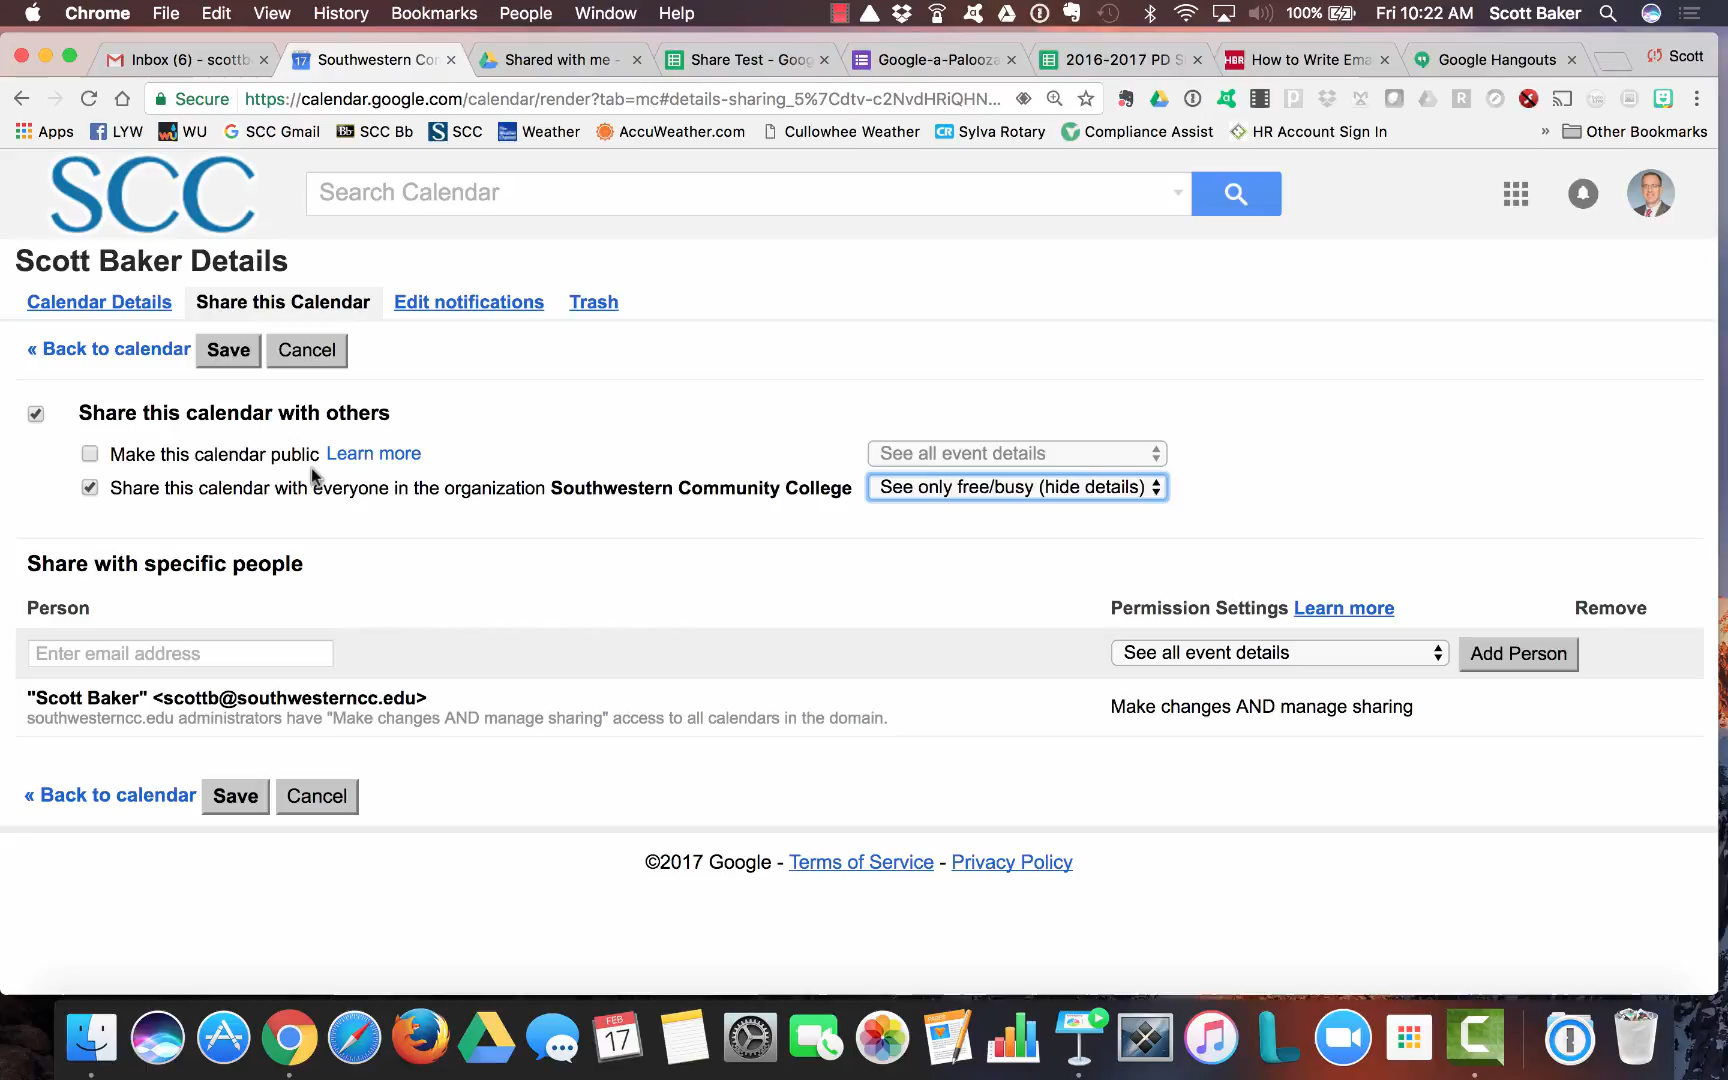 Chrome File Edit View History Bookmarks People Window Help 100% Fri 10:22 AM Scott Baker
Inbox (6) - scottb
17 Southwestern Co
Shared with me -
Share Test - Goog
Google-a-Palooza
2016-2017 PD S
HBR How to Write Ema
Google Hangouts
Scott
Secure https://calendar.google.com/calendar/render?tab=mc#details-sharing_5%7Cdtv-c2NvdHRiQHN...
Apps LYW WU SCC Gmail Bb SCC Bb S SCC Weather AccuWeather.com Cullowhee Weather CR Sylva Rotary Compliance Assist HR Account Sign In » Other Bookmarks
SCC
Search Calendar
Scott Baker Details
Calendar Details Share this Calendar Edit notifications Trash
« Back to calendar Save Cancel
Share this calendar with others
Make this calendar public Learn more See all event details
Share this calendar with everyone in the organization Southwestern Community College See only free/busy (hide details)
Share with specific people
Person Permission Settings Learn more Remove
Enter email address See all event details Add Person
"Scott Baker" <scottb@southwesterncc.edu> Make changes AND manage sharing
southwesterncc.edu administrators have "Make changes AND manage sharing" access to all calendars in the domain.
« Back to calendar Save Cancel
©2017 Google - Terms of Service - Privacy Policy
FEB
17